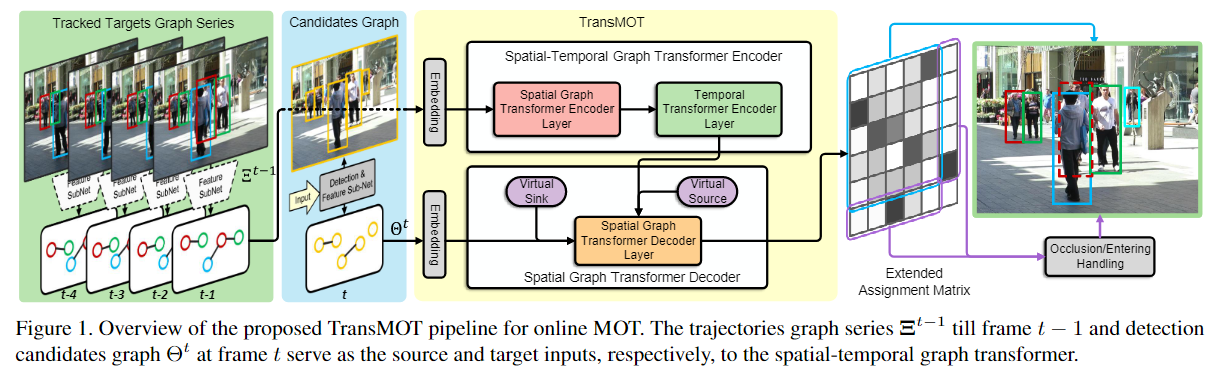 Tracked Targets Graph Series
Candidates Graph
TransMOT
Spatial-Temporal Graph Transformer Encoder
Embedding
Spatial Graph
Transformer Encoder
Layer
Temporal
Transformer Encoder
Layer
Feature
SubNet
Feature
SubNet
Feature
SubNet
Feature
SubNet
Ξᵗ⁻¹
Input
Detection &
Feature Sub-Net
Θᵗ
Embedding
Virtual
Sink
Virtual
Source
Spatial Graph
Transformer Decoder
Layer
Spatial Graph Transformer Decoder
t-4
t-3
t-2
t-1
t
Extended
Assignment Matrix
Occlusion/Entering
Handling
Figure 1. Overview of the proposed TransMOT pipeline for online MOT. The trajectories graph series Ξᵗ⁻¹ till frame t − 1 and detection
candidates graph Θᵗ at frame t serve as the source and target inputs, respectively, to the spatial-temporal graph transformer.